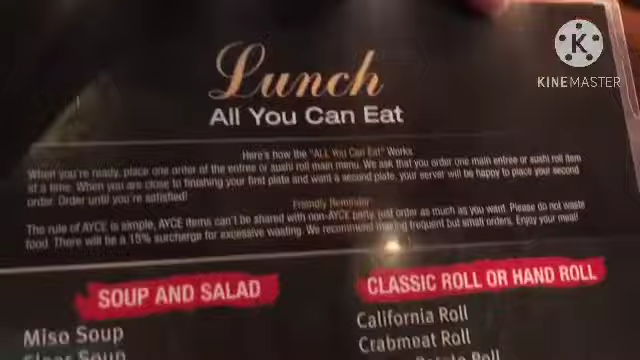 Lunch
All You Can Eat
Here's how the "ALL You Can Eat" Works
When you're ready, place one order of the entree or sushi roll main menu. We ask that you order one main entree or sushi roll item
at a time. When you are close to finishing your first plate and want a second plate, your server will be happy to place your second
order. Order until you're satisfied!
Friendly Reminder
The rule of AYCE is simple, AYCE items can't be shared with non-AYCE party, just order as much as you want. Please do not waste
food. There will be a 15% surcharge for excessive wasting. We recommend making frequent but small orders. Enjoy your meal!
SOUP AND SALAD
CLASSIC ROLL OR HAND ROLL
Miso Soup
California Roll
Clear Soup
Crabmeat Roll
Potato Roll
K
KINEMASTER